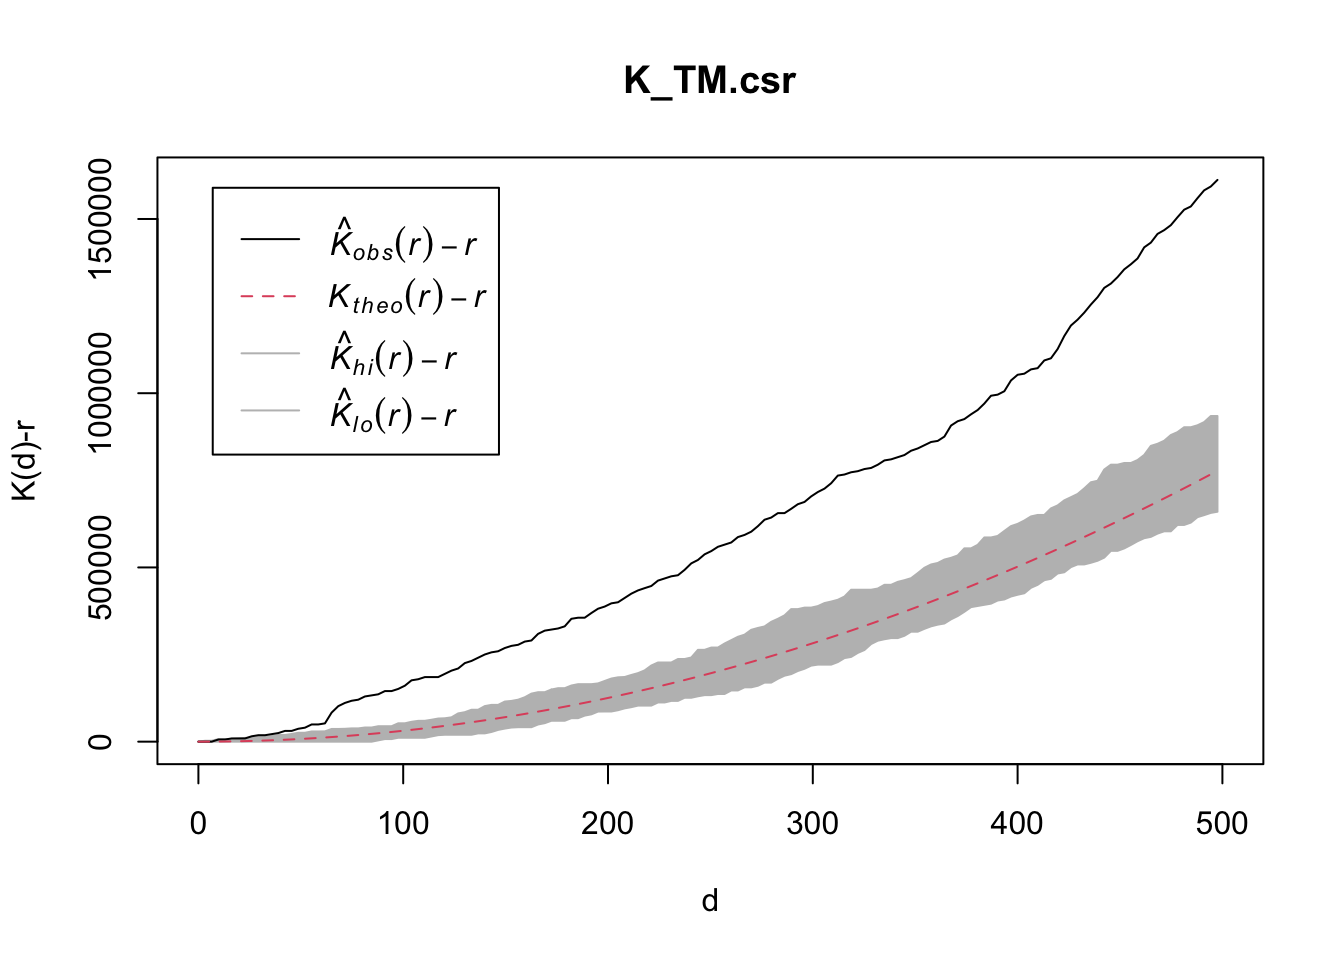 K_TM.csr
K̂obs(r) − r
Ktheo(r) − r
K̂hi(r) − r
K̂lo(r) − r
K(d)-r
0
500000
1000000
1500000
0 100 200 300 400 500
d